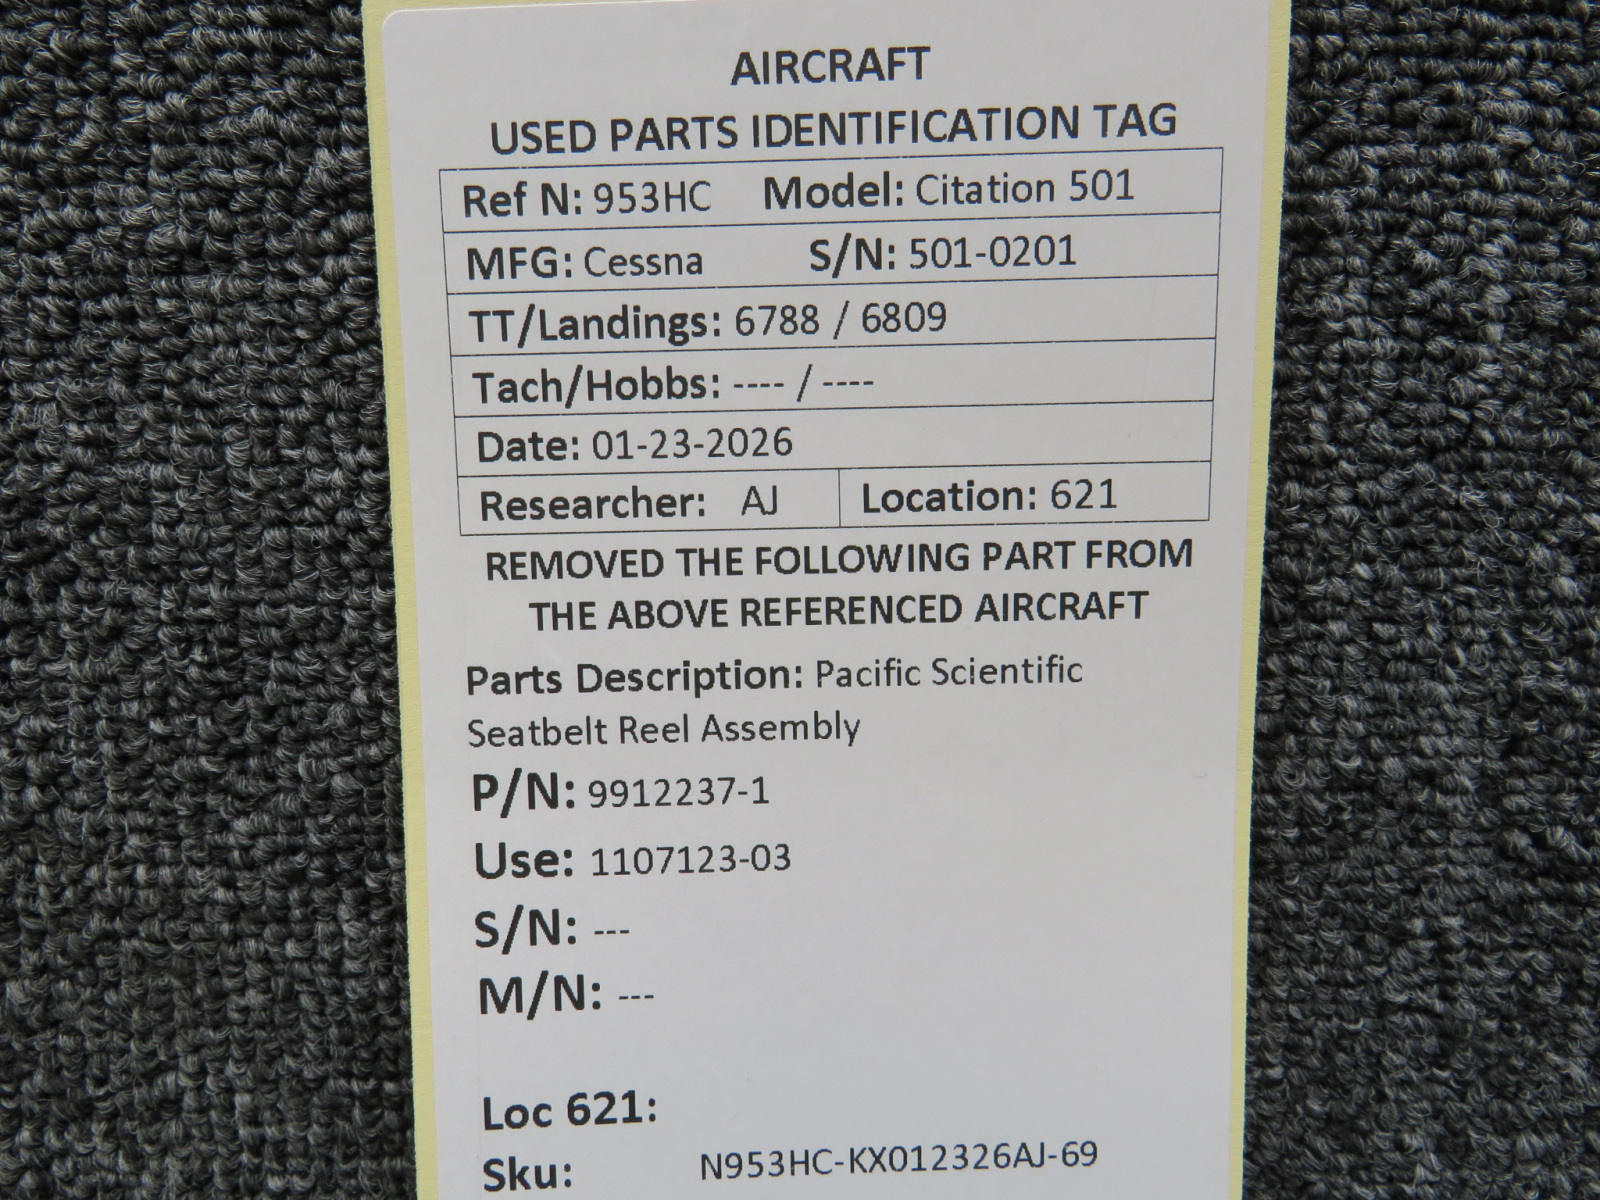 AIRCRAFT
USED PARTS IDENTIFICATION TAG
Ref N: 953HC Model: Citation 501
MFG: Cessna S/N: 501-0201
TT/Landings: 6788 / 6809
Tach/Hobbs: ---- / ----
Date: 01-23-2026
Researcher: AJ Location: 621
REMOVED THE FOLLOWING PART FROM
THE ABOVE REFERENCED AIRCRAFT
Parts Description: Pacific Scientific
Seatbelt Reel Assembly
P/N: 9912237-1
Use: 1107123-03
S/N: ---
M/N: ---
Loc 621:
Sku: N953HC-KX012326AJ-69